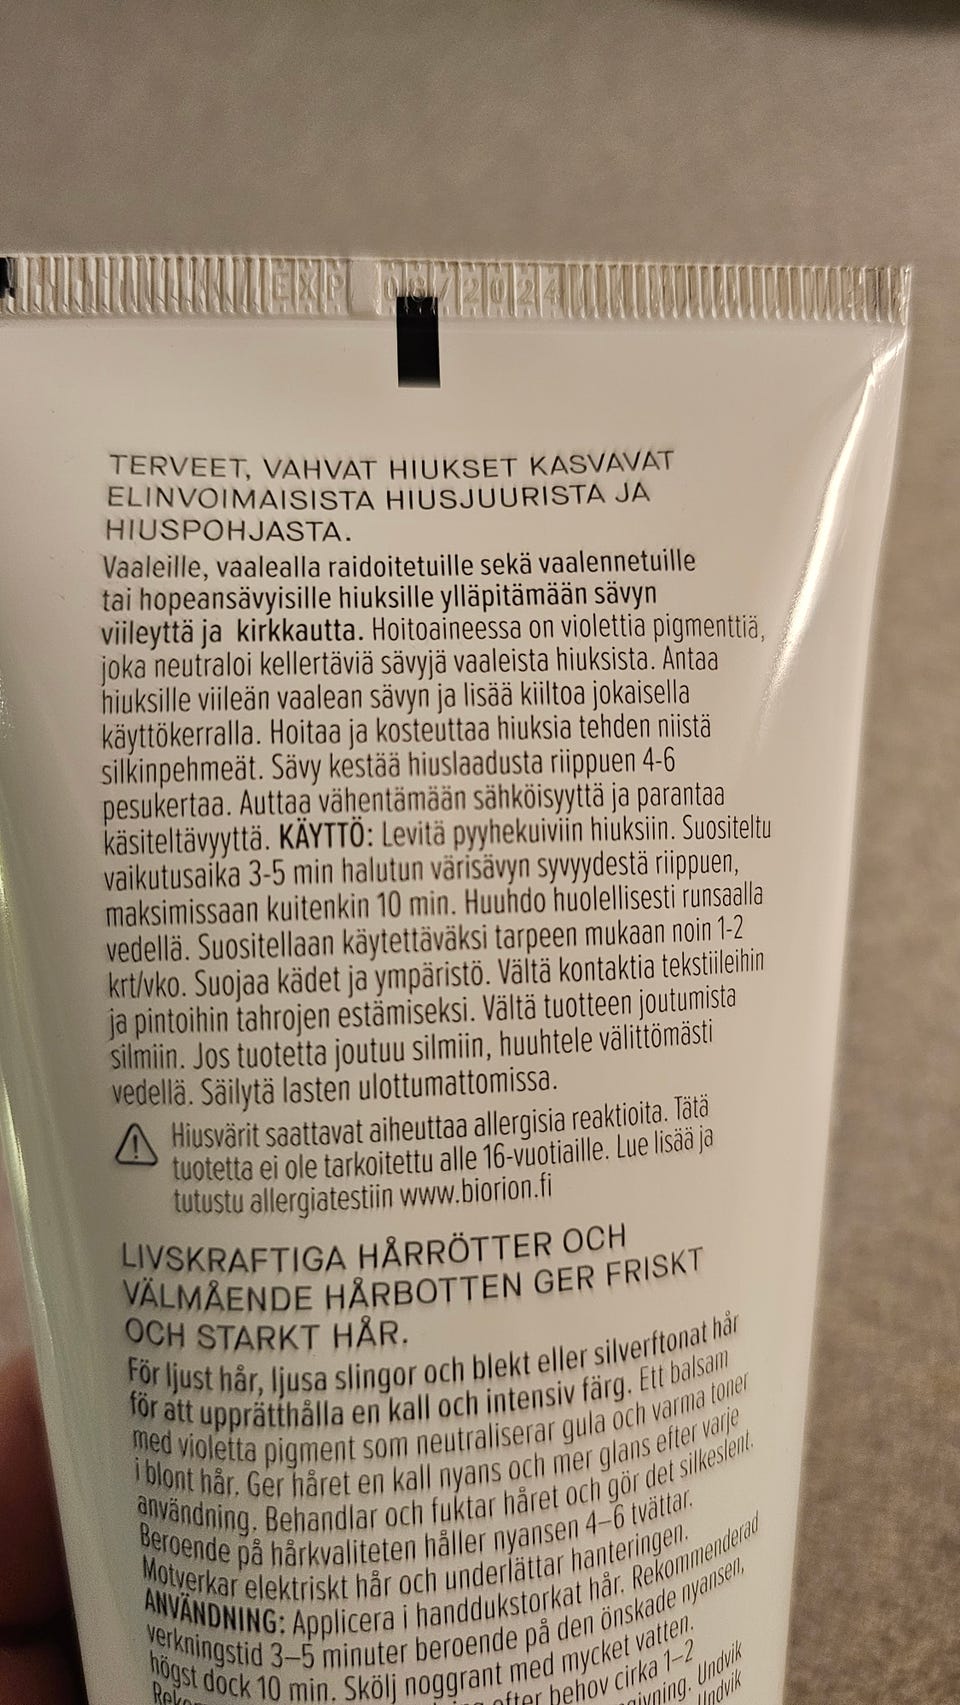 EXP 08/2024
TERVEET, VAHVAT HIUKSET KASVAVAT
ELINVOIMAISISTA HIUSJUURISTA JA
HIUSPOHJASTA.
Vaaleille, vaalealla raidoitetuille sekä vaalennetuille
tai hopeansävyisille hiuksille ylläpitämään sävyn
viileyttä ja kirkkautta. Hoitoaineessa on violettia pigmenttiä,
joka neutraloi kellertäviä sävyjä vaaleista hiuksista. Antaa
hiuksille viileän vaalean sävyn ja lisää kiiltoa jokaisella
käyttökerralla. Hoitaa ja kosteuttaa hiuksia tehden niistä
silkinpehmeät. Sävy kestää hiuslaadusta riippuen 4-6
pesukertaa. Auttaa vähentämään sähköisyyttä ja parantaa
käsiteltävyyttä. KÄYTTÖ: Levitä pyyhekuiviin hiuksiin. Suositeltu
vaikutusaika 3-5 min halutun värisävyn syvyydestä riippuen,
maksimissaan kuitenkin 10 min. Huuhdo huolellisesti runsaalla
vedellä. Suositellaan käytettäväksi tarpeen mukaan noin 1-2
krt/vko. Suojaa kädet ja ympäristö. Vältä kontaktia tekstiileihin
ja pintoihin tahrojen estämiseksi. Vältä tuotteen joutumista
silmiin. Jos tuotetta joutuu silmiin, huuhtele välittömästi
vedellä. Säilytä lasten ulottumattomissa.
Hiusvärit saattavat aiheuttaa allergisia reaktioita. Tätä
tuotetta ei ole tarkoitettu alle 16-vuotiaille. Lue lisää ja
tutustu allergiatestiin www.biorion.fi
LIVSKRAFTIGA HÅRRÖTTER OCH
VÄLMÅENDE HÅRBOTTEN GER FRISKT
OCH STARKT HÅR.
För ljust hår, ljusa slingor och blekt eller silverftonat hår
för att upprätthålla en kall och intensiv färg. Ett balsam
med violetta pigment som neutraliserar gula och varma toner
i blont hår. Ger håret en kall nyans och mer glans efter varje
användning. Behandlar och fuktar håret och gör det silkeslent.
Beroende på hårkvaliteten håller nyansen 4–6 tvättar.
Motverkar elektriskt hår och underlättar hanteringen.
ANVÄNDNING: Applicera i handdukstorkat hår. Rekommenderad
verkningstid 3–5 minuter beroende på den önskade nyansen,
högst dock 10 min. Skölj noggrant med mycket vatten.
efter behov cirka 1–2
Undvik
Undvik